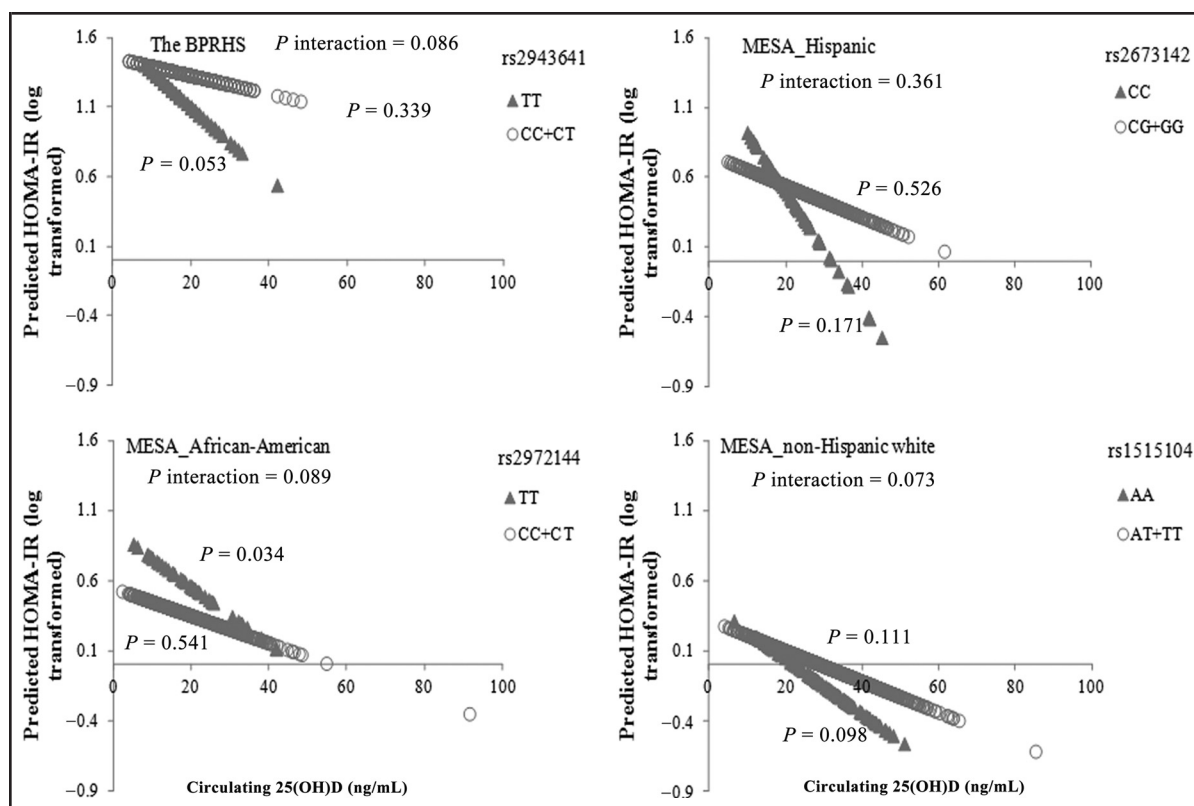 The BPRHS
P interaction = 0.086
rs2943641
TT
CC+CT
P = 0.339
P = 0.053
Predicted HOMA-IR (log
transformed)
1.6
1.1
0.6
0.1
−0.4
−0.9
0 20 40 60 80 100
MESA_Hispanic
P interaction = 0.361
rs2673142
CC
CG+GG
P = 0.526
P = 0.171
Predicted HOMA-IR (log
transformed)
1.6
1.1
0.6
0.1
−0.4
−0.9
0 20 40 60 80 100
MESA_African-American
P interaction = 0.089
rs2972144
TT
CC+CT
P = 0.034
P = 0.541
Predicted HOMA-IR (log
transformed)
1.6
1.1
0.6
0.1
−0.4
−0.9
0 20 40 60 80 100
Circulating 25(OH)D (ng/mL)
MESA_non-Hispanic white
P interaction = 0.073
rs1515104
AA
AT+TT
P = 0.111
P = 0.098
Predicted HOMA-IR (log
transformed)
1.6
1.1
0.6
0.1
−0.4
−0.9
0 20 40 60 80 100
Circulating 25(OH)D (ng/mL)